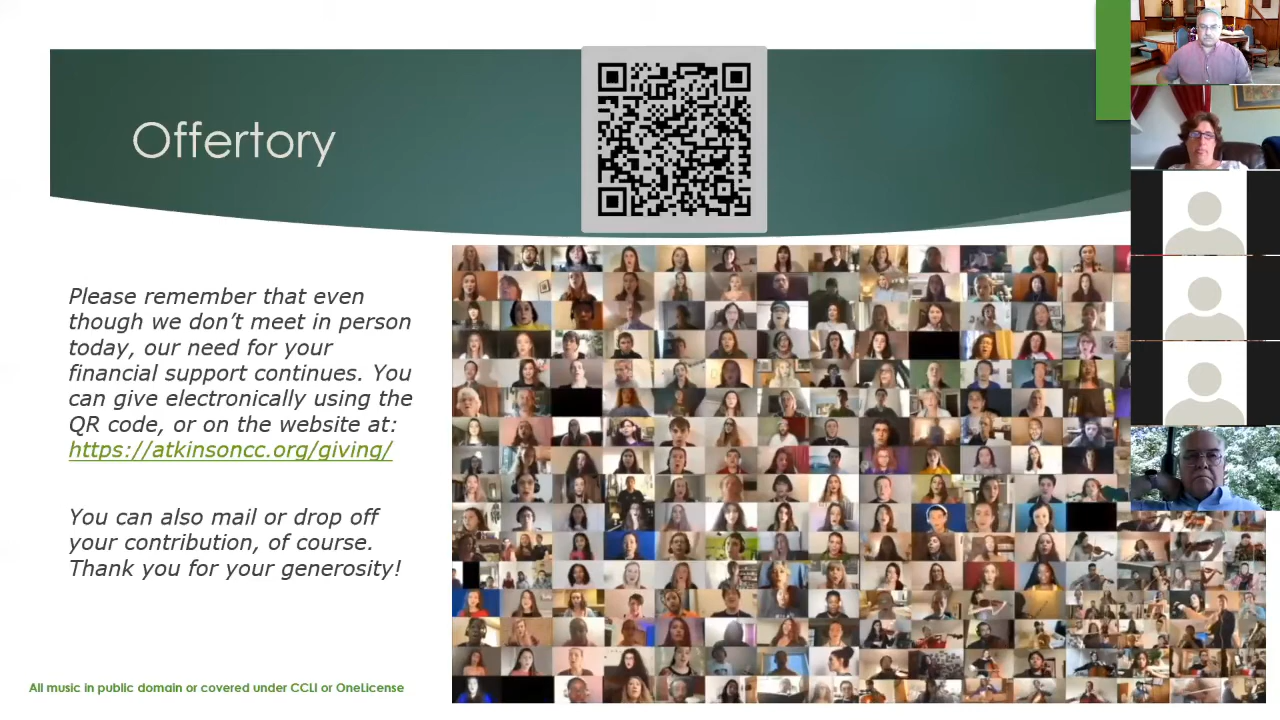 Offertory
Please remember that even
though we don't meet in person
today, our need for your
financial support continues. You
can give electronically using the
QR code, or on the website at:
https://atkinsoncc.org/giving/
You can also mail or drop off
your contribution, of course.
Thank you for your generosity!
All music in public domain or covered under CCLI or OneLicense